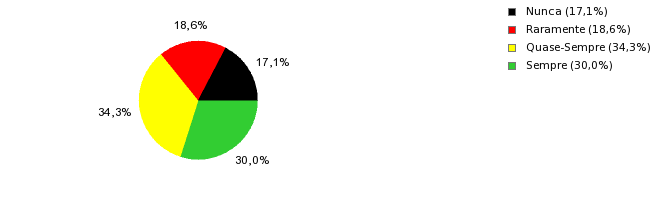 18,6%
17,1%
34,3%
30,0%
Nunca (17,1%)
Raramente (18,6%)
Quase-Sempre (34,3%)
Sempre (30,0%)